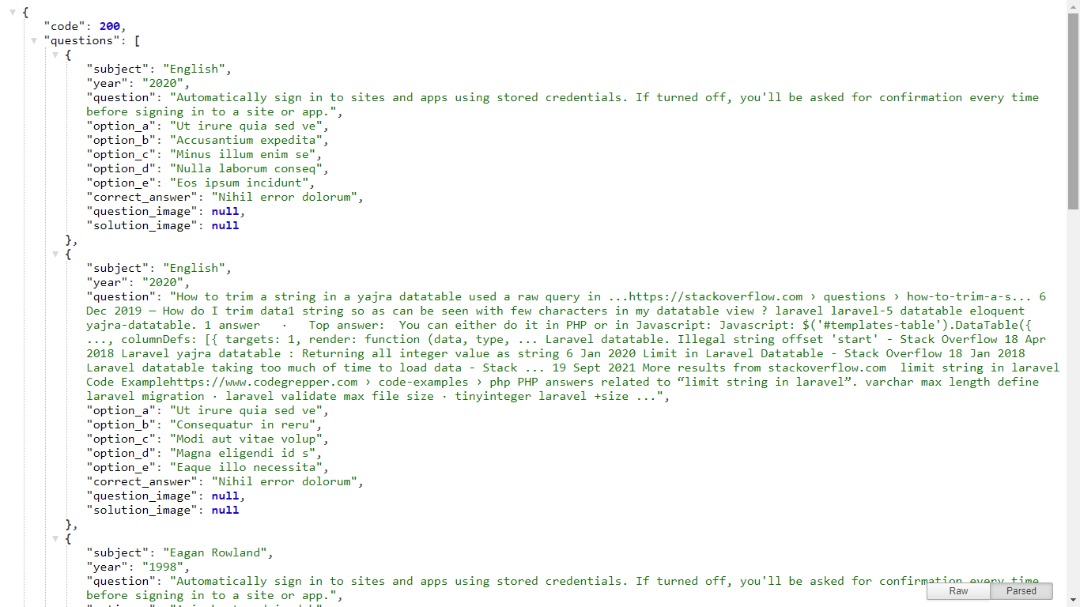 {
"code": 200,
"questions": [
{
"subject": "English",
"year": "2020",
"question": "Automatically sign in to sites and apps using stored credentials. If turned off, you'll be asked for confirmation every time
before signing in to a site or app.",
"option_a": "Ut irure quia sed ve",
"option_b": "Accusantium expedita",
"option_c": "Minus illum enim se",
"option_d": "Nulla laborum conseq",
"option_e": "Eos ipsum incidunt",
"correct_answer": "Nihil error dolorum",
"question_image": null,
"solution_image": null
},
{
"subject": "English",
"year": "2020",
"question": "How to trim a string in a yajra datatable used a raw query in ...https://stackoverflow.com › questions › how-to-trim-a-s... 6
Dec 2019 — How do I trim data1 string so as can be seen with few characters in my datatable view ? laravel laravel-5 datatable eloquent
yajra-datatable. 1 answer · Top answer: You can either do it in PHP or in Javascript: Javascript: $('#templates-table').DataTable({
..., columnDefs: [{ targets: 1, render: function (data, type, ... Laravel datatable. Illegal string offset 'start' - Stack Overflow 18 Apr
2018 Laravel yajra datatable : Returning all integer value as string 6 Jan 2020 Limit in Laravel Datatable - Stack Overflow 18 Jan 2018
Laravel datatable taking too much of time to load data - Stack ... 19 Sept 2021 More results from stackoverflow.com limit string in laravel
Code Examplehttps://www.codegrepper.com › code-examples › php PHP answers related to “limit string in laravel”. varchar max length define
laravel migration · laravel validate max file size · tinyinteger laravel +size ...",
"option_a": "Ut irure quia sed ve",
"option_b": "Consequatur in reru",
"option_c": "Modi aut vitae volup",
"option_d": "Magna eligendi id s",
"option_e": "Eaque illo necessita",
"correct_answer": "Nihil error dolorum",
"question_image": null,
"solution_image": null
},
{
"subject": "Eagan Rowland",
"year": "1998",
"question": "Automatically sign in to sites and apps using stored credentials. If turned off, you'll be asked for confirmation every time
before signing in to a site or app.",
Raw Parsed